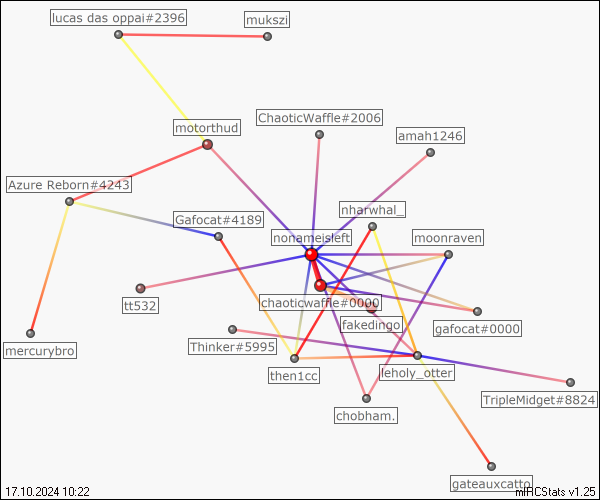 lucas das oppai#2396
mukszi
ChaoticWaffle#2006
motorthud
amah1246
Azure Reborn#4243
nharwhal_
Gafocat#4189
nonameisleft
moonraven
tt532
chaoticwaffle#0000
fakedingo
gafocat#0000
mercurybro
Thinker#5995
then1cc
leholy_otter
TripleMidget#8824
chobham.
gateauxcatto
17.10.2024 10:22
mIRCStats v1.25